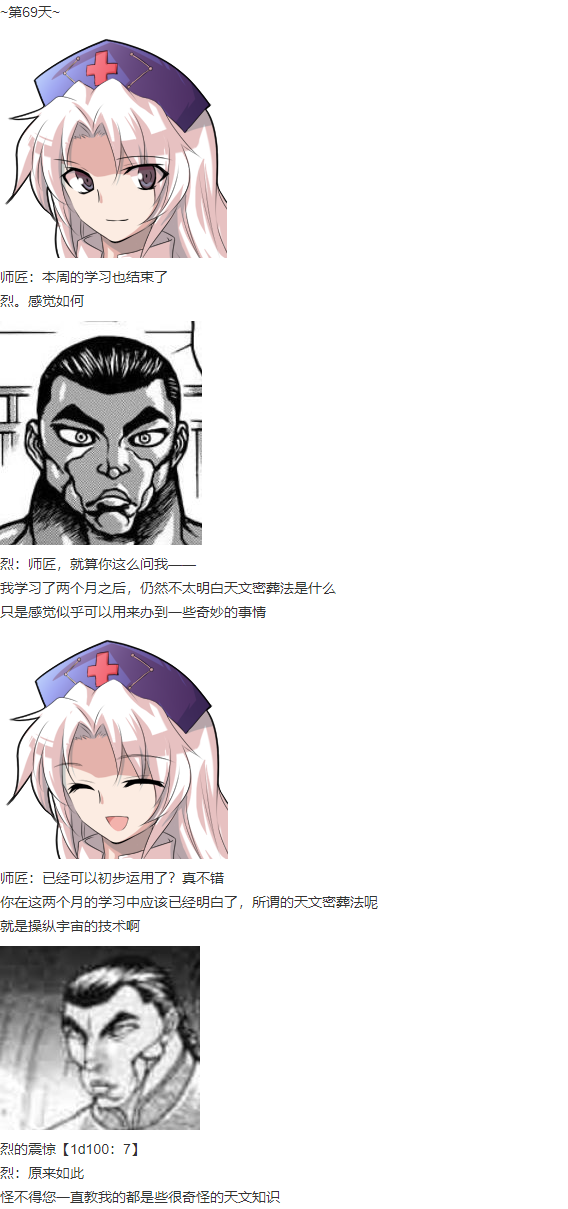 ~第69天~
师匠：本周的学习也结束了
烈。感觉如何
烈：师匠，就算你这么问我——
我学习了两个月之后，仍然不太明白天文密葬法是什么
只是感觉似乎可以用来办到一些奇妙的事情
师匠：已经可以初步运用了？真不错
你在这两个月的学习中应该已经明白了，所谓的天文密葬法呢
就是操纵宇宙的技术啊
烈的震惊【1d100：7】
烈：原来如此
怪不得您一直教我的都是些很奇怪的天文知识